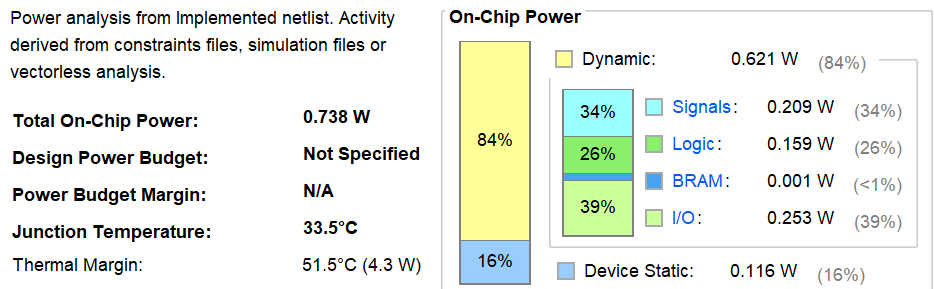 Power analysis from Implemented netlist. Activity
derived from constraints files, simulation files or
vectorless analysis.
Total On-Chip Power: 0.738 W
Design Power Budget: Not Specified
Power Budget Margin: N/A
Junction Temperature: 33.5°C
Thermal Margin: 51.5°C (4.3 W)
On-Chip Power
84%
16%
Dynamic: 0.621 W (84%)
34%
26%
39%
Signals: 0.209 W (34%)
Logic: 0.159 W (26%)
BRAM: 0.001 W (<1%)
I/O: 0.253 W (39%)
Device Static: 0.116 W (16%)